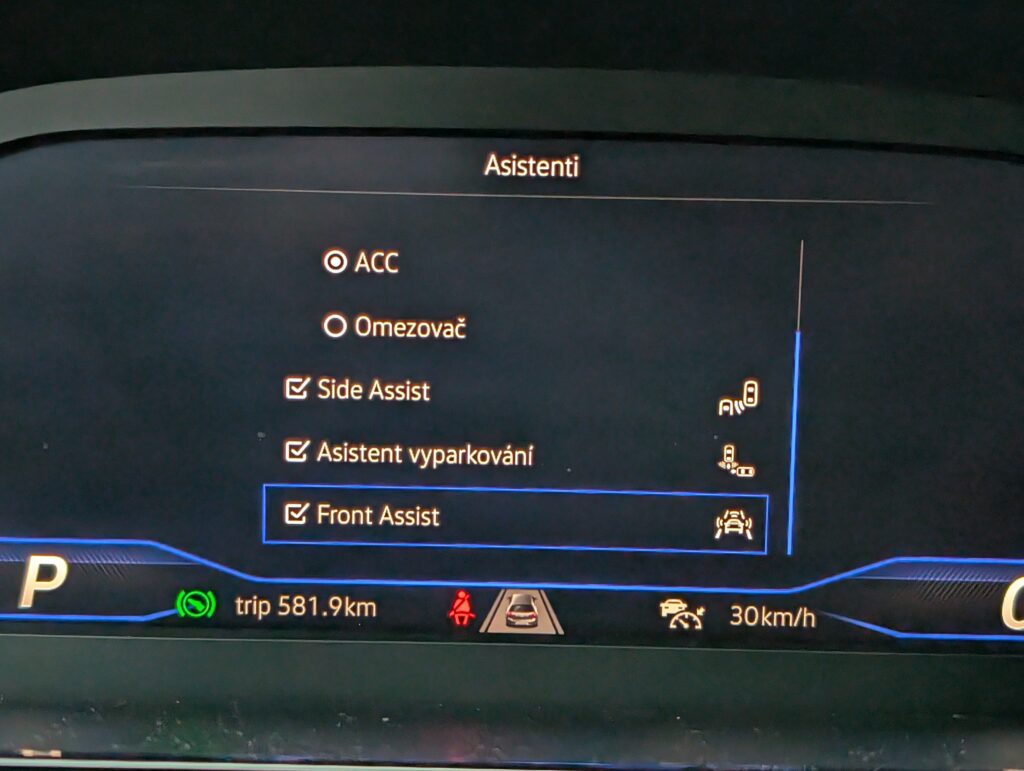 Asistenti
ACC
Omezovač
Side Assist
Asistent vyparkování
Front Assist
P
trip 581.9km
30km/h